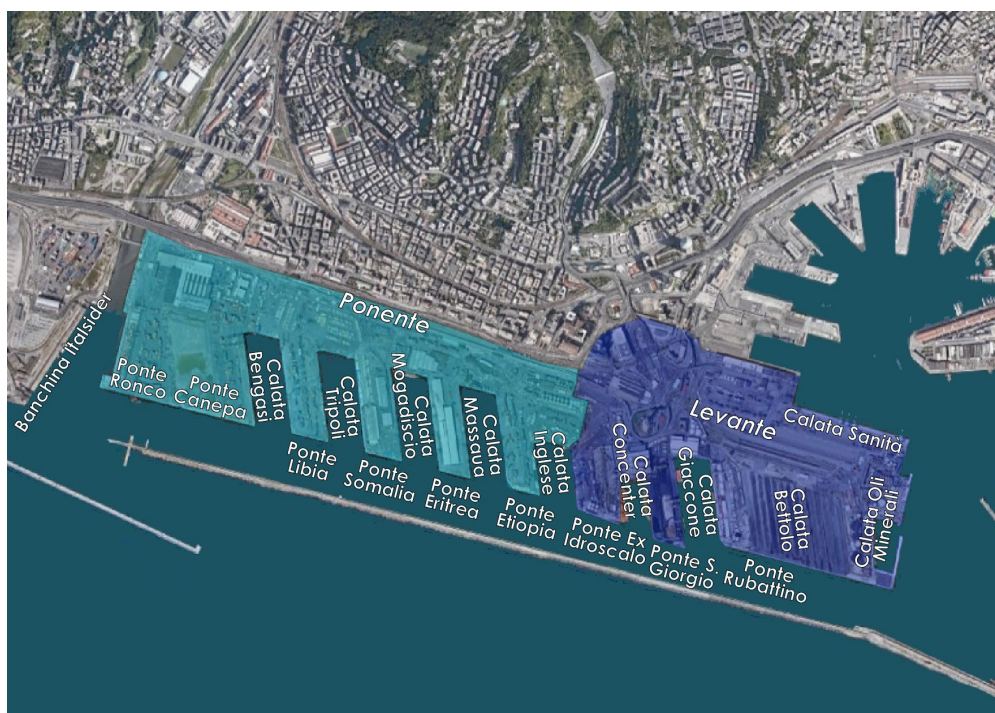 Ponente
Banchina Italsider
Ponte
Ronco
Ponte
Canepa
Calata
Bengasi
Calata
Tripoli
Calata
Mogadiscio
Calata
Massaua
Calata
Inglese
Ponte
Libia
Ponte
Somalia
Ponte
Eritrea
Ponte
Etiopia
Levante
Calata Sanità
Calata
Concenter
Calata
Giaccone
Calata
Bettolo
Calata Oli
Minerali
Ponte Ex
Idroscalo
Ponte S.
Giorgio
Ponte
Rubattino